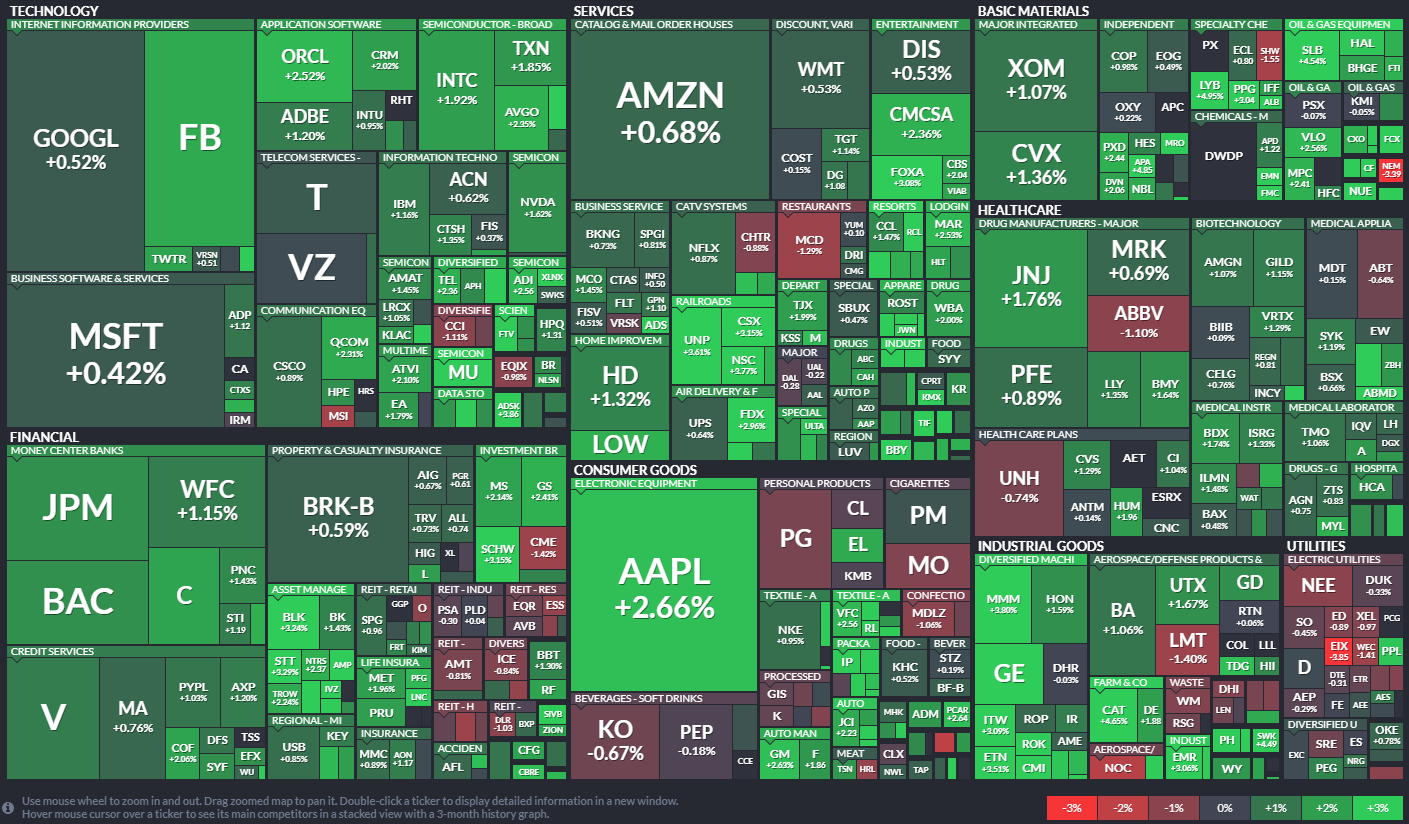 TECHNOLOGY
INTERNET INFORMATION PROVIDERS
GOOGL
+0.52%
FB
TWTR
VRSN
+0.51
APPLICATION SOFTWARE
ORCL
+2.52%
CRM
+2.02%
ADBE
+1.20%
INTU
+0.95%
RHT
SEMICONDUCTOR - BROAD
INTC
+1.92%
TXN
+1.85%
AVGO
+2.35%
TELECOM SERVICES -
T
VZ
INFORMATION TECHNO
IBM
+1.16%
ACN
+0.62%
CTSH
+1.35%
FIS
+0.37%
SEMICON
NVDA
+1.62%
BUSINESS SOFTWARE & SERVICES
MSFT
+0.42%
ADP
+1.12
CA
CTXS
IRM
COMMUNICATION EQ
CSCO
+0.89%
QCOM
+2.31%
HPE
HRS
MSI
SEMICON
AMAT
+1.45%
LRCX
+1.05%
KLAC
DIVERSIFIED
TEL
+2.36
APH
SEMICON
ADI
+2.56
XLNX
SWKS
DIVERSIFIE
CCI
-1.11%
SCIEN
FTV
HPQ
+1.31
MULTIME
ATVI
+2.10%
EA
+1.79%
SEMICON
MU
EQIX
-0.98%
BR
NLSN
DATA STO
ADSK
+3.86
SERVICES
CATALOG & MAIL ORDER HOUSES
AMZN
+0.68%
DISCOUNT, VARI
WMT
+0.53%
COST
+0.15%
TGT
+1.14%
DG
+1.08
ENTERTAINMENT
DIS
+0.53%
CMCSA
+2.36%
FOXA
+3.08%
CBS
+2.04
VIAB
BUSINESS SERVICE
BKNG
+0.73%
SPGI
+0.81%
MCO
+1.45%
CTAS
INFO
+0.50
FISV
+0.51%
FLT
GPN
+1.10
VRSK
ADS
CATV SYSTEMS
NFLX
+0.87%
CHTR
-0.88%
RESTAURANTS
MCD
-1.29%
YUM
+0.10
DRI
CMG
RESORTS
CCL
+1.47%
RCL
LODGIN
MAR
+2.53%
HLT
RAILROADS
UNP
+3.61%
CSX
+3.15%
NSC
+3.77%
DEPART
TJX
+1.99%
KSS
M
SPECIAL
SBUX
+0.47%
APPARE
ROST
JWN
DRUG
WBA
+2.00%
HOME IMPROVEM
HD
+1.32%
LOW
MAJOR
DAL
-0.28
UAL
-0.22
AAL
DRUGS
ABC
CAH
INDUST
FOOD
SYY
AIR DELIVERY & F
UPS
+0.64%
FDX
+2.96%
SPECIAL
ULTA
AUTO P
AZO
AAP
REGION
LUV
CPRT
KMX
KR
TIF
BBY
BASIC MATERIALS
MAJOR INTEGRATED
XOM
+1.07%
CVX
+1.36%
INDEPENDENT
COP
+0.98%
EOG
+0.49%
OXY
+0.22%
APC
PXD
+2.44
HES
MRO
APA
+4.85
DVN
+2.06
NBL
SPECIALTY CHE
PX
ECL
+0.80
SHW
-1.55
LYB
+4.95%
PPG
+3.04
IFF
ALB
CHEMICALS - M
DWDP
APD
+1.22
EMN
FMC
OIL & GAS EQUIPMEN
SLB
+4.54%
HAL
BHGE
FTI
OIL & GA
PSX
-0.07%
VLO
+2.56%
MPC
+2.41
HFC
OIL & GAS
KMI
-0.05%
CXO
FCX
CF
NEM
-3.39
NUE
HEALTHCARE
DRUG MANUFACTURERS - MAJOR
JNJ
+1.76%
MRK
+0.69%
ABBV
-1.10%
PFE
+0.89%
LLY
+1.35%
BMY
+1.64%
BIOTECHNOLOGY
AMGN
+1.07%
GILD
+1.15%
BIIB
+0.09%
VRTX
+1.29%
REGN
+0.81
CELG
+0.76%
INCY
MEDICAL APPLIA
MDT
+0.15%
ABT
-0.64%
SYK
+1.19%
EW
ZBH
BSX
+0.66%
ABMD
HEALTH CARE PLANS
UNH
-0.74%
CVS
+1.29%
AET
CI
+1.04%
ANTM
+0.14%
HUM
+1.96
ESRX
CNC
MEDICAL INSTR
BDX
+1.74%
ISRG
+1.33%
ILMN
+1.48%
WAT
BAX
+0.48%
MEDICAL LABORATOR
TMO
+1.06%
IQV
LH
DGX
A
DRUGS - G
AGN
+0.75
ZTS
+0.83
MYL
HOSPITA
HCA
FINANCIAL
MONEY CENTER BANKS
JPM
WFC
+1.15%
BAC
C
PNC
+1.43%
STI
+1.19
PROPERTY & CASUALTY INSURANCE
BRK-B
+0.59%
AIG
+0.67%
PGR
+0.61
TRV
+0.73%
ALL
+0.74
HIG
XL
L
INVESTMENT BR
MS
+2.14%
GS
+2.41%
SCHW
+3.15%
CME
-1.42%
CREDIT SERVICES
V
MA
+0.76%
PYPL
+1.03%
AXP
+1.20%
COF
+2.06%
DFS
SYF
TSS
EFX
WU
ASSET MANAGE
BLK
+3.24%
BK
+1.43%
STT
+3.29%
NTRS
+2.37
AMP
TROW
+2.24%
IVZ
REGIONAL - MI
USB
+0.85%
KEY
REIT - RETAI
SPG
+0.96
GGP
O
FRT
KIM
LIFE INSURA
MET
+1.96%
PFG
LNC
PRU
INSURANCE
MMC
+0.89%
AON
+1.17
REIT - INDU
PSA
-0.30
PLD
+0.04
REIT - RES
EQR
ESS
AVB
REIT -
AMT
-0.81%
DIVERS
ICE
-0.84%
BBT
+1.30%
RF
REIT - H
REIT -
DLR
-1.03
BXP
SIVB
ZION
ACCIDEN
AFL
CFG
CBRE
CONSUMER GOODS
ELECTRONIC EQUIPMENT
AAPL
+2.66%
PERSONAL PRODUCTS
PG
CL
EL
KMB
CIGARETTES
PM
MO
TEXTILE - A
NKE
+0.95%
TEXTILE - A
VFC
+2.56
RL
CONFECTIO
MDLZ
-1.06%
PACKA
IP
FOOD -
KHC
+0.52%
BEVER
STZ
+0.19%
BF-B
BEVERAGES - SOFT DRINKS
KO
-0.67%
PEP
-0.18%
CCE
PROCESSED
GIS
K
AUTO
JCI
+2.23
MHK
ADM
PCAR
+2.64
AUTO MAN
GM
+2.63%
F
+1.86
MEAT
TSN
HRL
CLX
NWL
TAP
INDUSTRIAL GOODS
DIVERSIFIED MACHI
MMM
+3.80%
HON
+1.59%
GE
DHR
-0.03%
ITW
+3.09%
ROP
IR
ROK
AME
ETN
+3.51%
CMI
AEROSPACE/DEFENSE PRODUCTS &
BA
+1.06%
UTX
+1.67%
GD
RTN
+0.06%
LMT
-1.40%
COL
LLL
TDG
HII
FARM & CO
CAT
+4.65%
DE
+1.88
WASTE
WM
RSG
DHI
LEN
AEROSPACE/
NOC
INDUST
EMR
+3.06%
PH
SWK
+4.49
WY
UTILITIES
ELECTRIC UTILITIES
NEE
DUK
-0.33%
SO
-0.45%
ED
-0.89
XEL
-0.97
PCG
EIX
-3.85
WEC
-1.41
PPL
D
DTE
-0.31
ETR
AEP
-0.29%
FE
AEE
AES
DIVERSIFIED U
EXC
SRE
ES
PEG
NRG
OKE
+0.78%
Use mouse wheel to zoom in and out. Drag zoomed map to pan it. Double-click a ticker to display detailed information in a new window.
Hover mouse cursor over a ticker to see its main competitors in a stacked view with a 3-month history graph.
-3%
-2%
-1%
0%
+1%
+2%
+3%